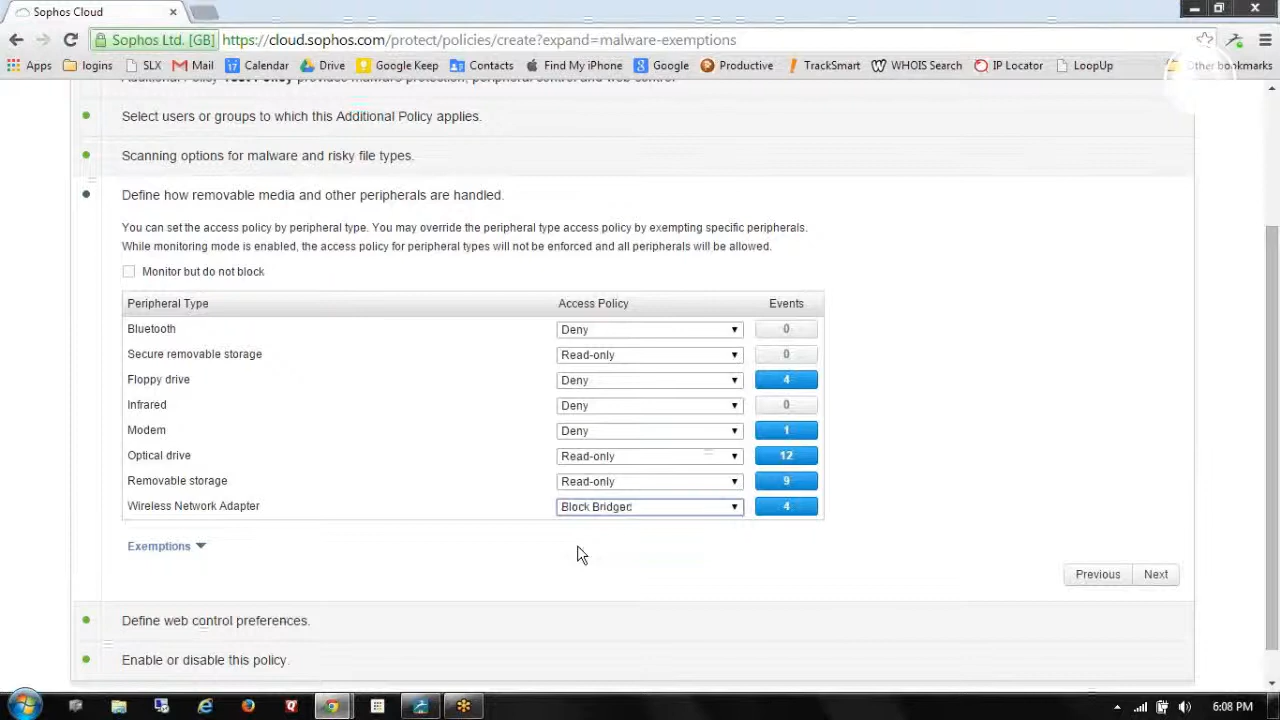 Sophos Cloud
Sophos Ltd. [GB] https://cloud.sophos.com/protect/policies
Apps logins SLX Mail Calendar Drive Google Keep Contacts Find My iPhone Google Productive TrackSmart WHOIS Search IP Locator LoopUp Other bookmarks
Select users or groups to which this Additional Policy applies.
Scanning options for malware and risky file types.
Define how removable media and other peripherals are handled.
You can set the access policy by peripheral type. You may override the peripheral type access policy by exempting specific peripherals.
While monitoring mode is enabled, the access policy for peripheral types will not be enforced and all peripherals will be allowed.
Monitor but do not block
Peripheral Type Access Policy Events
Bluetooth Deny 0
Secure removable storage Read-only 0
Floppy drive Deny 4
Infrared Deny 0
Modem Deny 1
Optical drive Read-only 12
Removable storage Read-only 9
Wireless Network Adapter Block Bridged 4
Exemptions
Previous Next
Define web control preferences.
Enable or disable this policy.
6:08 PM